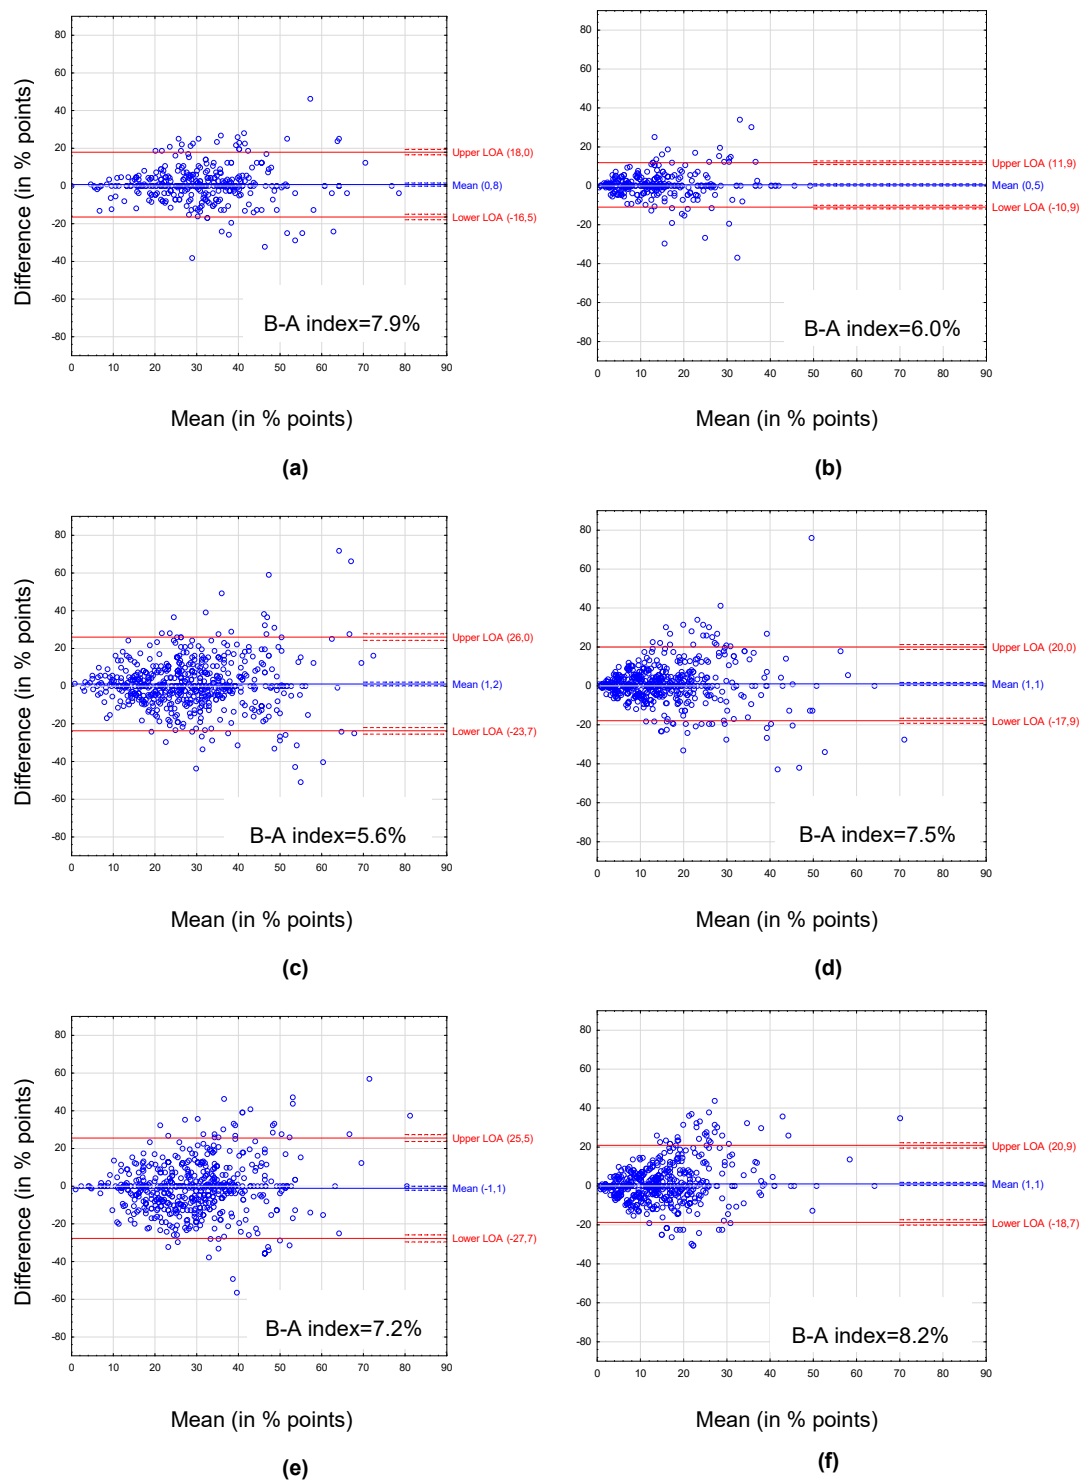 80
60
40
20
0
-20
-40
-60
-80
Difference (in % points)
Upper LOA (18,0)
Mean (0,8)
Lower LOA (-16,5)
B-A index=7.9%
0 10 20 30 40 50 60 70 80 90
Mean (in % points)
(a)
80
60
40
20
0
-20
-40
-60
-80
Upper LOA (11,9)
Mean (0,5)
Lower LOA (-10,9)
B-A index=6.0%
0 10 20 30 40 50 60 70 80 90
Mean (in % points)
(b)
80
60
40
20
0
-20
-40
-60
-80
Difference (in % points)
Upper LOA (26,0)
Mean (1,2)
Lower LOA (-23,7)
B-A index=5.6%
0 10 20 30 40 50 60 70 80 90
Mean (in % points)
(c)
80
60
40
20
0
-20
-40
-60
-80
Upper LOA (20,0)
Mean (1,1)
Lower LOA (-17,9)
B-A index=7.5%
0 10 20 30 40 50 60 70 80 90
Mean (in % points)
(d)
80
60
40
20
0
-20
-40
-60
-80
Difference (in % points)
Upper LOA (25,5)
Mean (-1,1)
Lower LOA (-27,7)
B-A index=7.2%
0 10 20 30 40 50 60 70 80 90
Mean (in % points)
(e)
80
60
40
20
0
-20
-40
-60
-80
Upper LOA (20,9)
Mean (1,1)
Lower LOA (-18,7)
B-A index=8.2%
0 10 20 30 40 50 60 70 80 90
Mean (in % points)
(f)